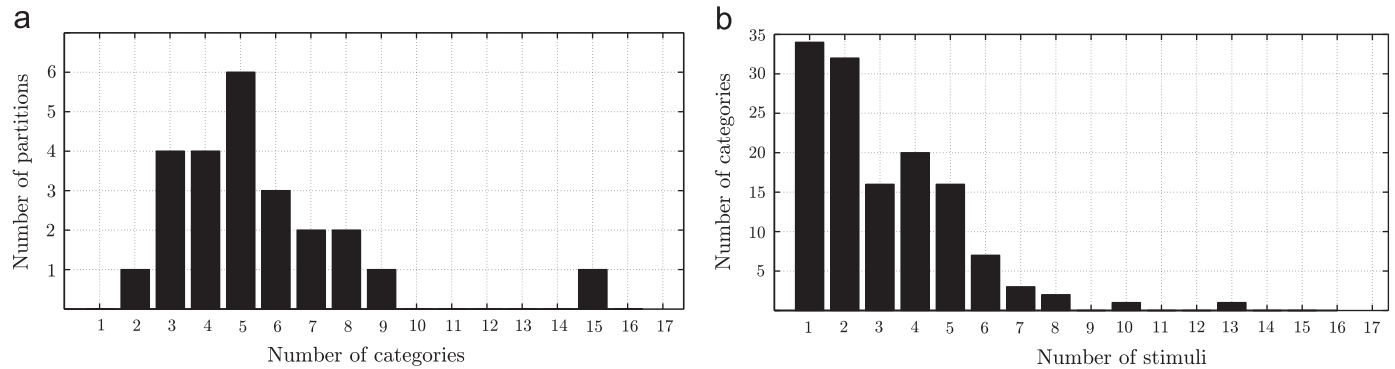 a
Number of partitions
6
5
4
3
2
1
1 2 3 4 5 6 7 8 9 10 11 12 13 14 15 16 17
Number of categories
b
Number of categories
35
30
25
20
15
10
5
1 2 3 4 5 6 7 8 9 10 11 12 13 14 15 16 17
Number of stimuli